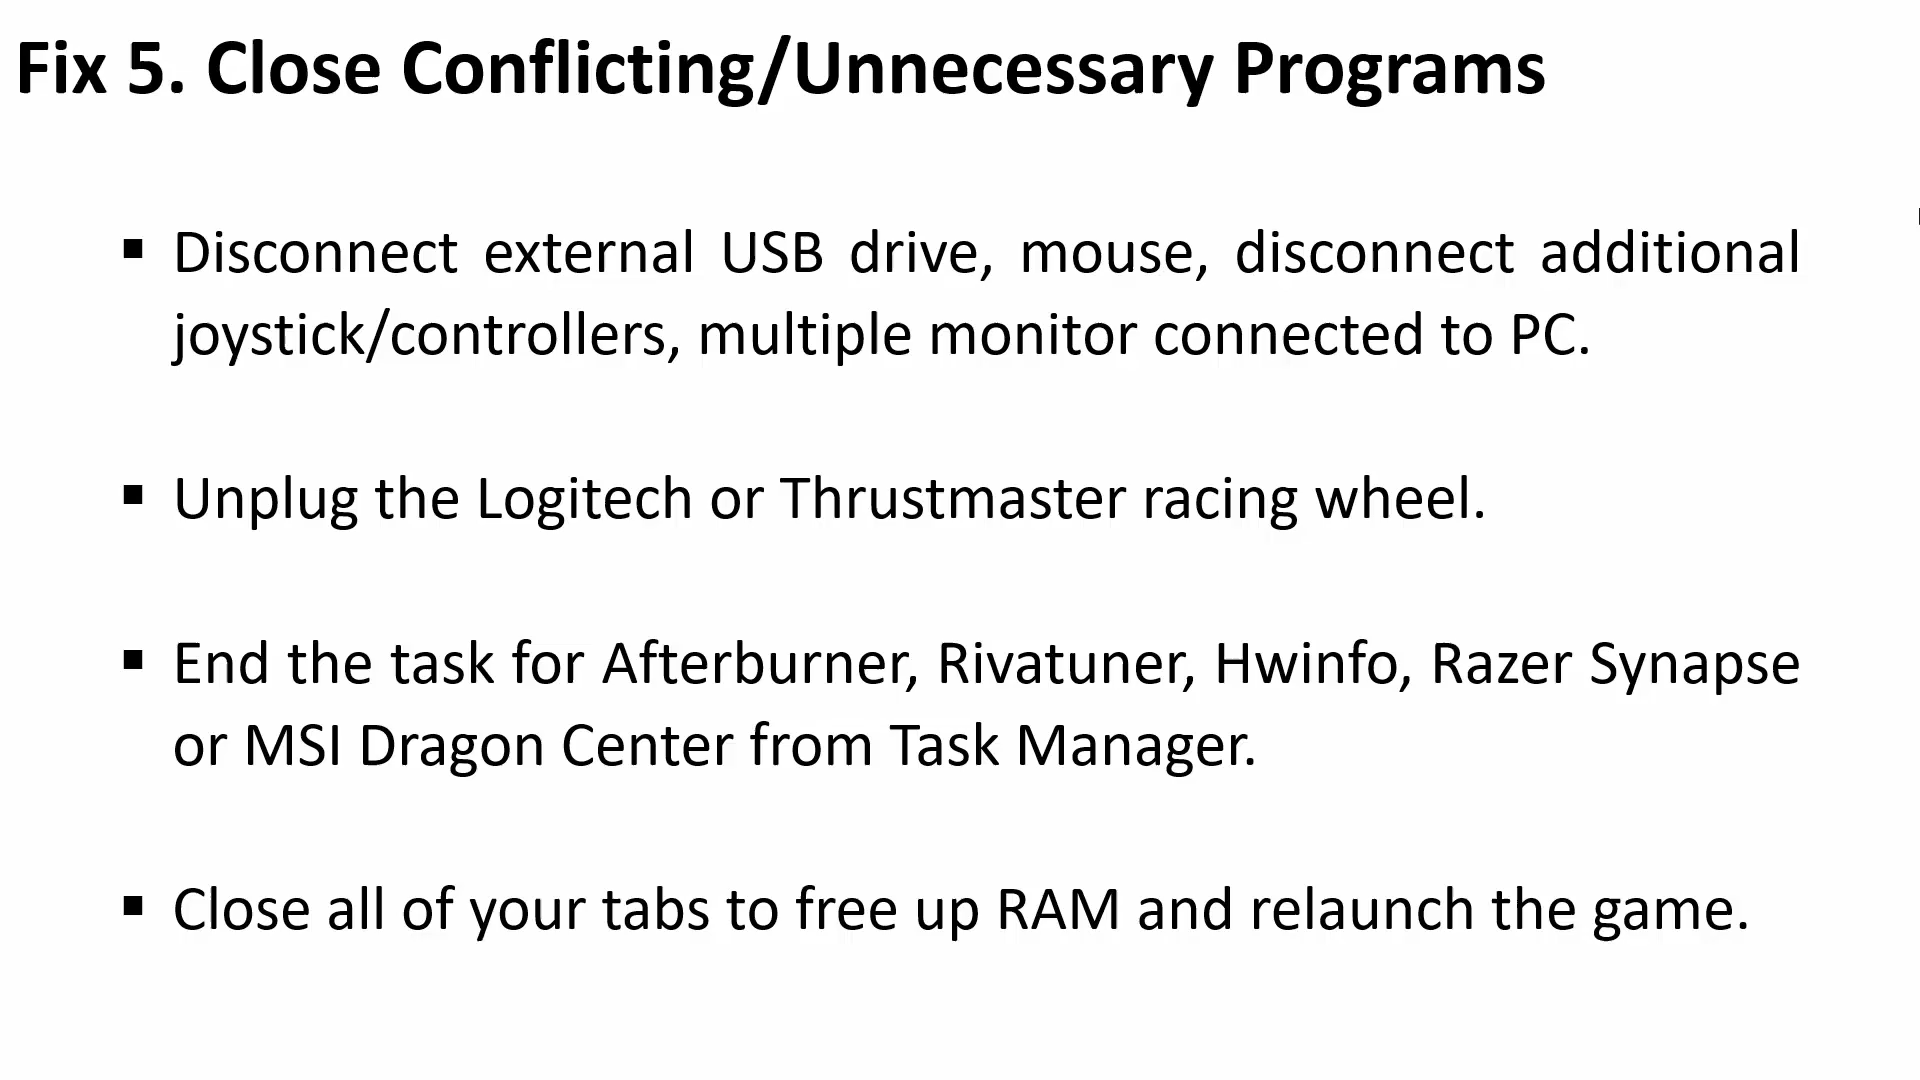 Fix 5. Close Conflicting/Unnecessary Programs
▪ Disconnect external USB drive, mouse, disconnect additional
joystick/controllers, multiple monitor connected to PC.
▪ Unplug the Logitech or Thrustmaster racing wheel.
▪ End the task for Afterburner, Rivatuner, Hwinfo, Razer Synapse
or MSI Dragon Center from Task Manager.
▪ Close all of your tabs to free up RAM and relaunch the game.